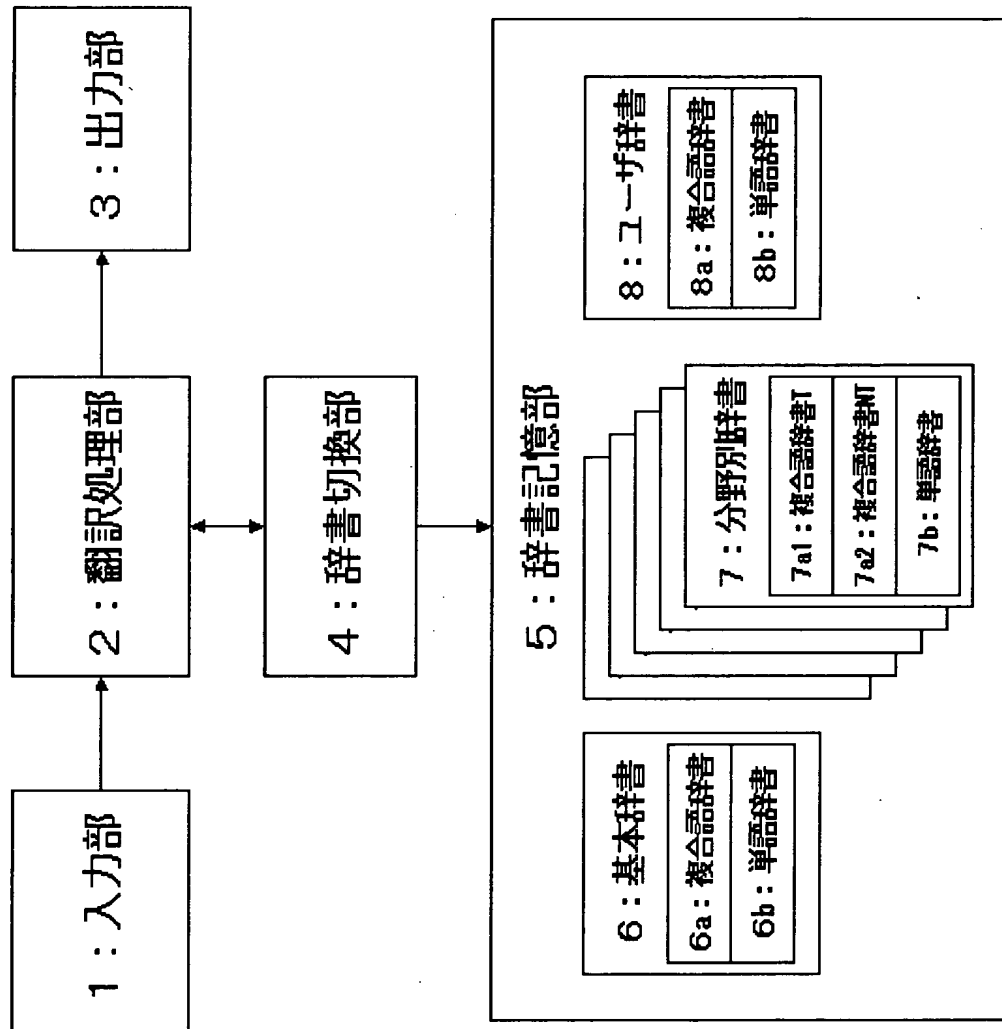 1：入力部
2：翻訳処理部
3：出力部
4：辞書切換部
5：辞書記憶部
6：基本辞書
6a：複合語辞書
6b：単語辞書
7：分野別辞書
7a1：複合語辞書T
7a2：複合語辞書NT
7b：単語辞書
8：ユーザ辞書
8a：複合語辞書
8b：単語辞書